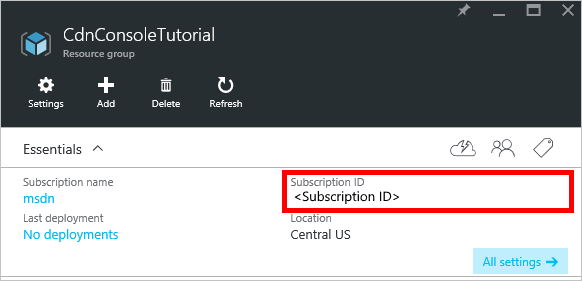 CdnConsoleTutorial
Resource group
Settings Add Delete Refresh
Essentials
Subscription name Subscription ID
msdn <Subscription ID>
Last deployment Location
No deployments Central US
All settings →